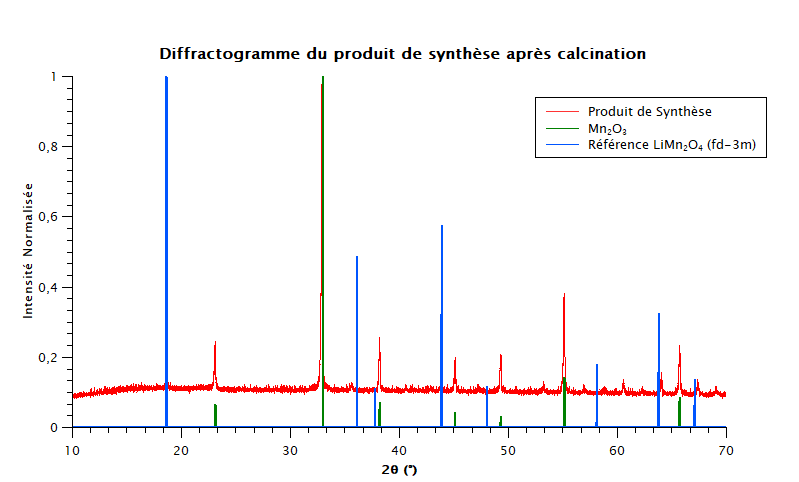 Diffractogramme du produit de synthèse après calcination
Intensité Normalisée
1
0,8
0,6
0,4
0,2
0
10
20
30
40
50
60
70
2θ (°)
Produit de Synthèse
Mn₂O₃
Référence LiMn₂O₄ (fd-3m)